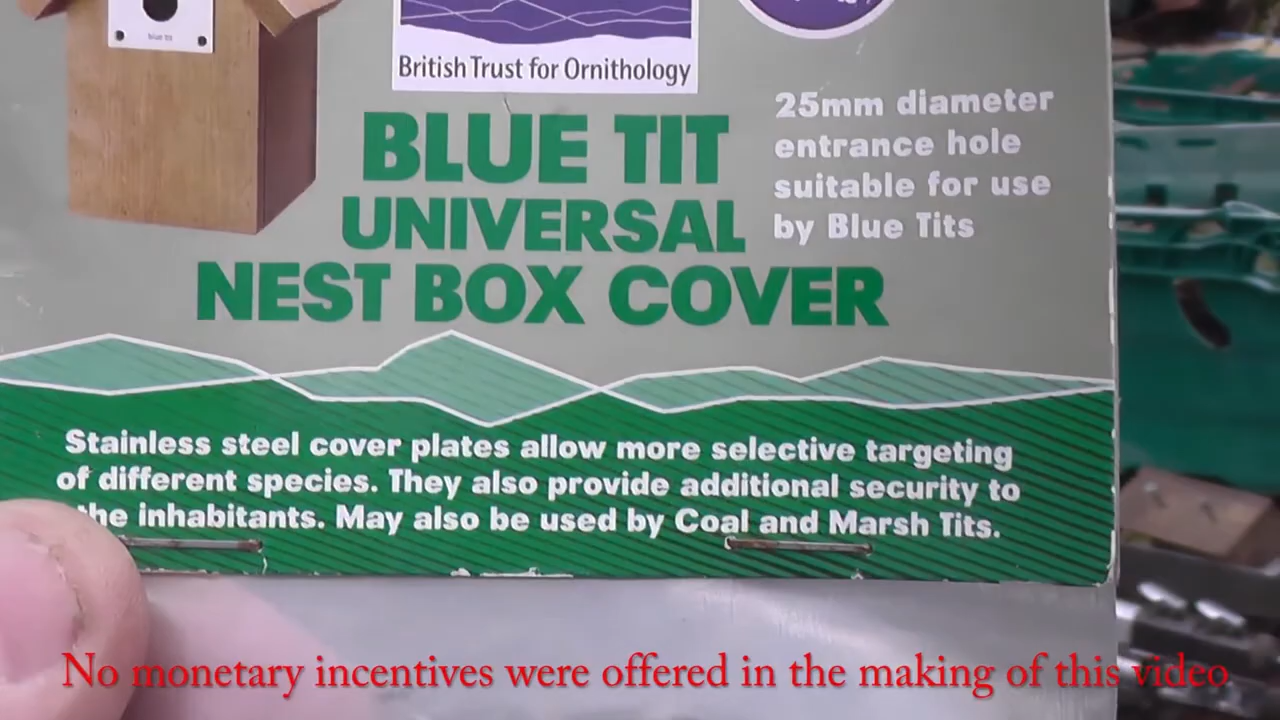 blue tit
British Trust for Ornithology
BLUE TIT
UNIVERSAL
NEST BOX COVER
25mm diameter
entrance hole
suitable for use
by Blue Tits
Stainless steel cover plates allow more selective targeting
of different species. They also provide additional security to
the inhabitants. May also be used by Coal and Marsh Tits.
No monetary incentives were offered in the making of this video